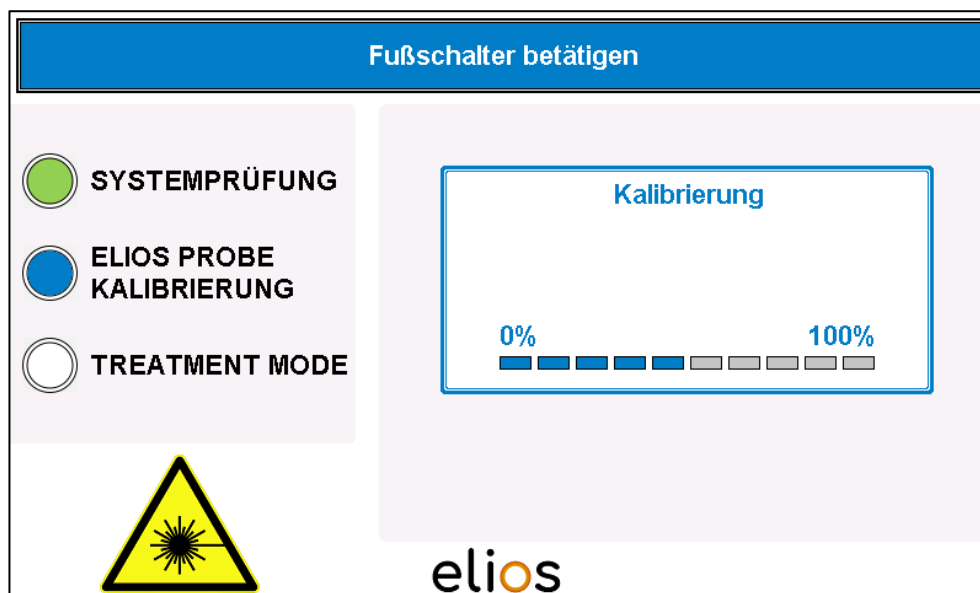 Fußschalter betätigen
SYSTEMPRÜFUNG
ELIOS PROBE
KALIBRIERUNG
TREATMENT MODE
Kalibrierung
0% 100%
elios